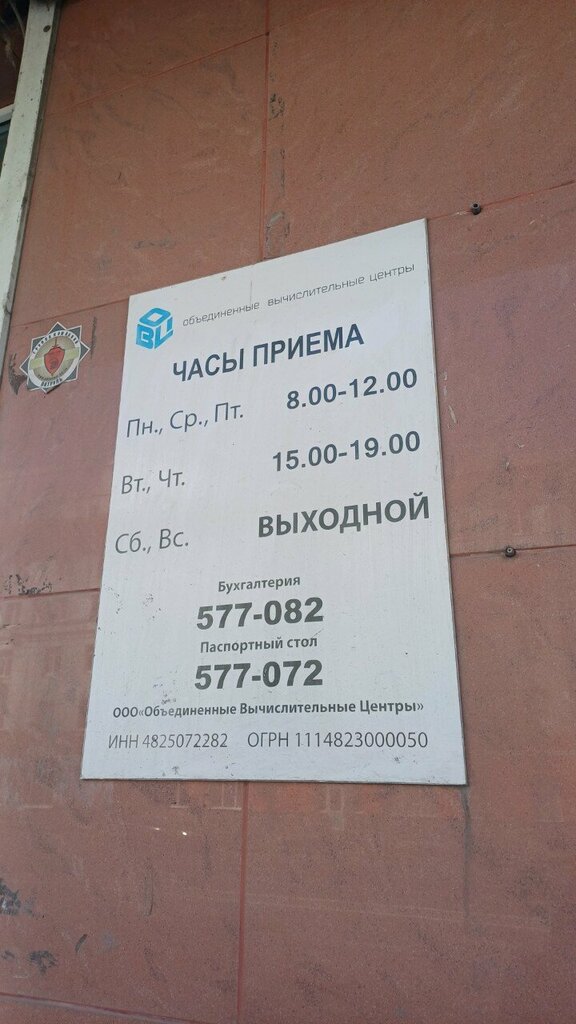 объединенные вычислительные центры
ЧАСЫ ПРИЕМА
Пн., Ср., Пт. 8.00-12.00
Вт., Чт. 15.00-19.00
Сб., Вс. ВЫХОДНОЙ
Бухгалтерия
577-082
Паспортный стол
577-072
ООО«Объединенные Вычислительные Центры»
ИНН 4825072282 ОГРН 1114823000050